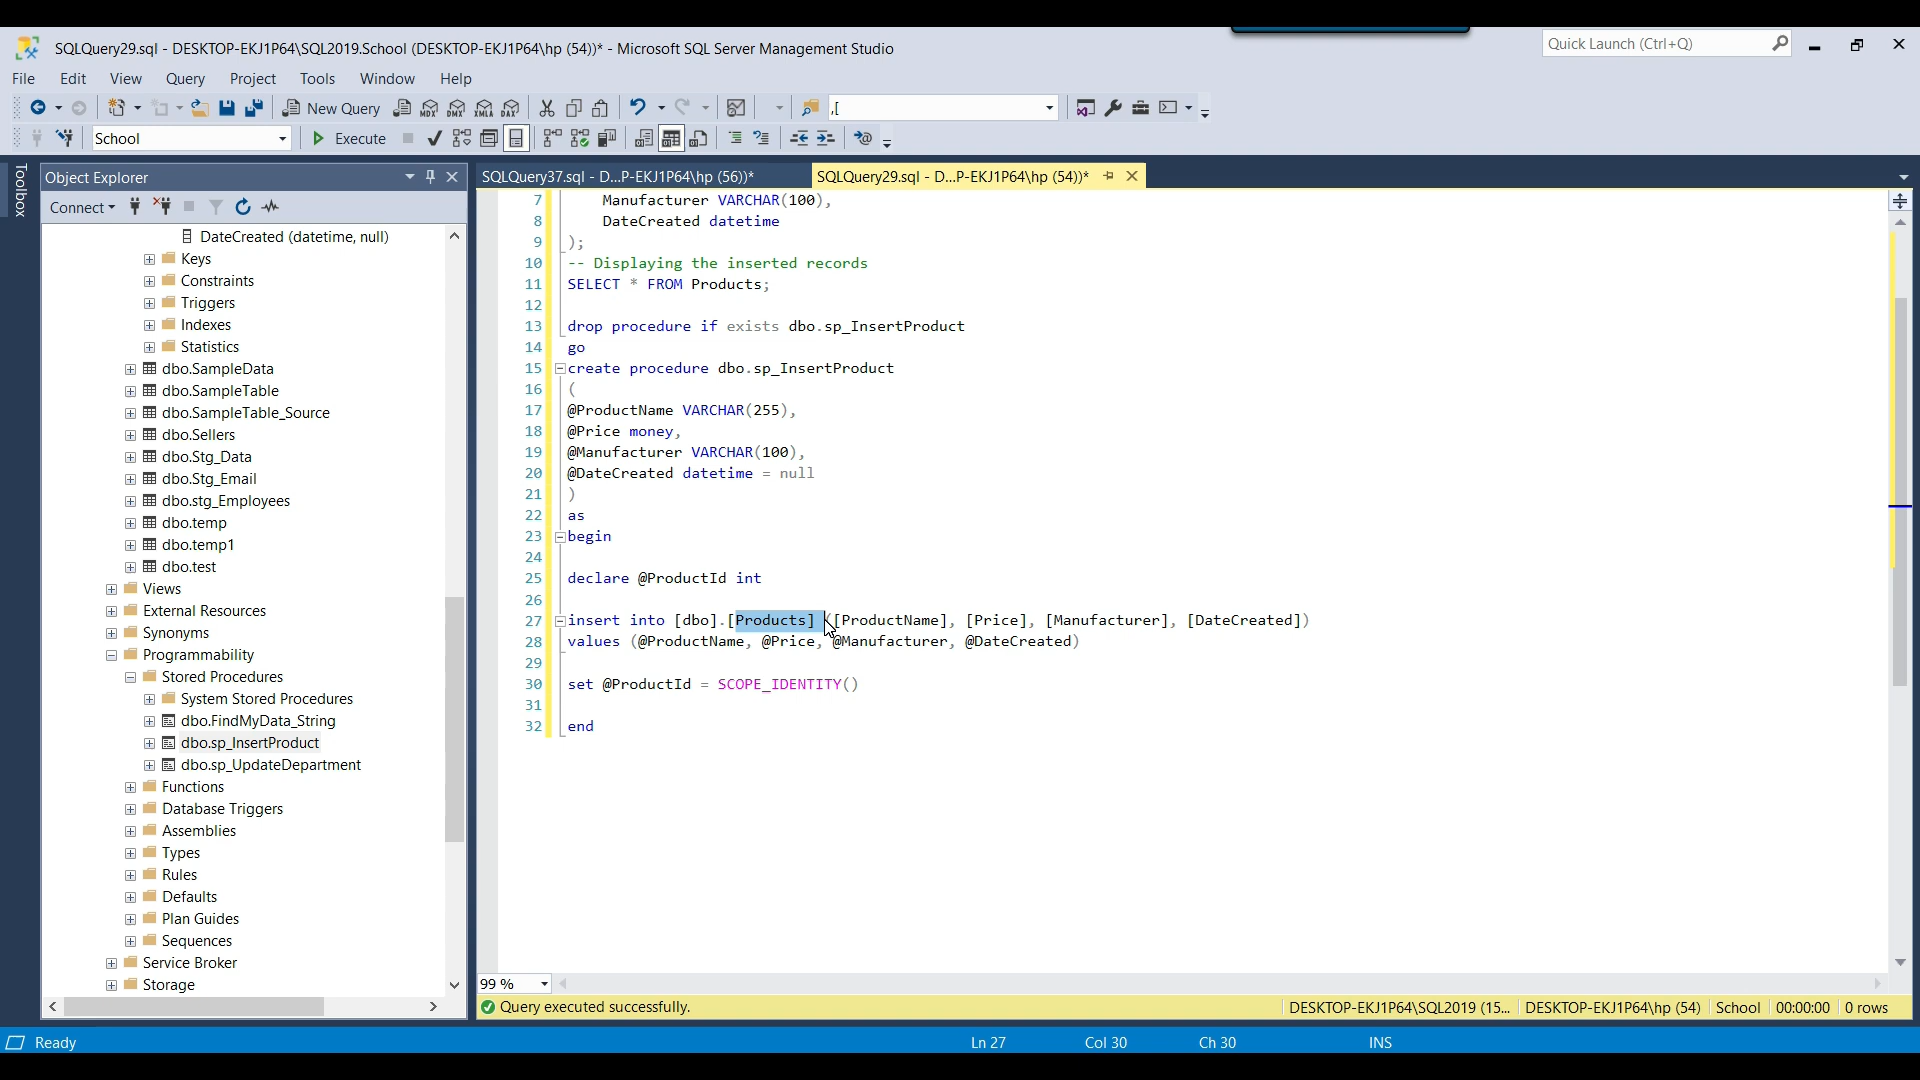 SQLQuery29.sql - DESKTOP-EKJ1P64\SQL2019.School (DESKTOP-EKJ1P64\hp (54))* - Microsoft SQL Server Management Studio
Quick Launch (Ctrl+Q)
File Edit View Query Project Tools Window Help
New Query MDX DMX XMLA DAX ,[
School Execute
Toolbox
Object Explorer
SQLQuery37.sql - D...P-EKJ1P64\hp (56))*
SQLQuery29.sql - D...P-EKJ1P64\hp (54))*
Connect
DateCreated (datetime, null)
Keys
Constraints
Triggers
Indexes
Statistics
dbo.SampleData
dbo.SampleTable
dbo.SampleTable_Source
dbo.Sellers
dbo.Stg_Data
dbo.Stg_Email
dbo.stg_Employees
dbo.temp
dbo.temp1
dbo.test
Views
External Resources
Synonyms
Programmability
Stored Procedures
System Stored Procedures
dbo.FindMyData_String
dbo.sp_InsertProduct
dbo.sp_UpdateDepartment
Functions
Database Triggers
Assemblies
Types
Rules
Defaults
Plan Guides
Sequences
Service Broker
Storage
7 Manufacturer VARCHAR(100),
8 DateCreated datetime
9 );
10 -- Displaying the inserted records
11 SELECT * FROM Products;
12
13 drop procedure if exists dbo.sp_InsertProduct
14 go
15 create procedure dbo.sp_InsertProduct
16 (
17 @ProductName VARCHAR(255),
18 @Price money,
19 @Manufacturer VARCHAR(100),
20 @DateCreated datetime = null
21 )
22 as
23 begin
24
25 declare @ProductId int
26
27 insert into [dbo].[Products] ([ProductName], [Price], [Manufacturer], [DateCreated])
28 values (@ProductName, @Price, @Manufacturer, @DateCreated)
29
30 set @ProductId = SCOPE_IDENTITY()
31
32 end
99 %
Query executed successfully. DESKTOP-EKJ1P64\SQL2019 (15... DESKTOP-EKJ1P64\hp (54) School 00:00:00 0 rows
Ready Ln 27 Col 30 Ch 30 INS